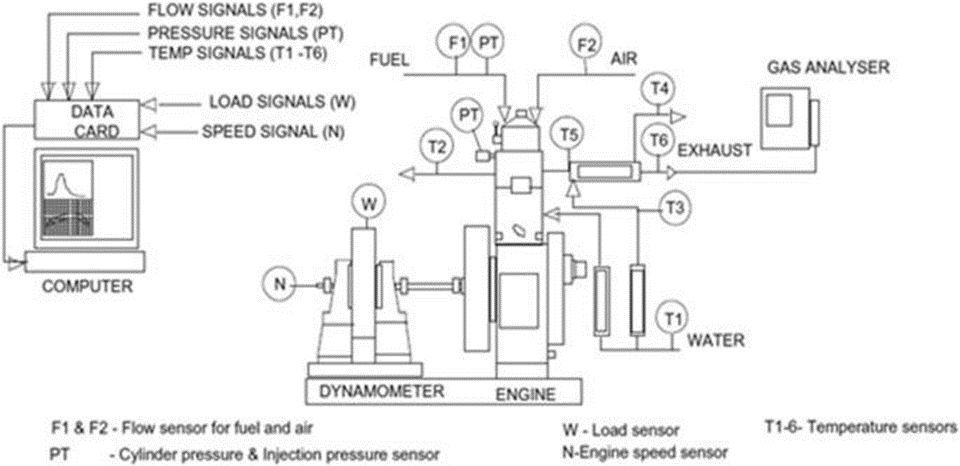 FLOW SIGNALS (F1,F2)
PRESSURE SIGNALS (PT)
TEMP SIGNALS (T1 -T6)
LOAD SIGNALS (W)
SPEED SIGNAL (N)
DATA
CARD
COMPUTER
FUEL
F1
PT
F2
AIR
GAS ANALYSER
T4
PT
T5
T2
T6
EXHAUST
W
T3
N
T1
WATER
DYNAMOMETER
ENGINE
F1 & F2 - Flow sensor for fuel and air
PT - Cylinder pressure & Injection pressure sensor
W - Load sensor
N-Engine speed sensor
T1-6- Temperature sensors